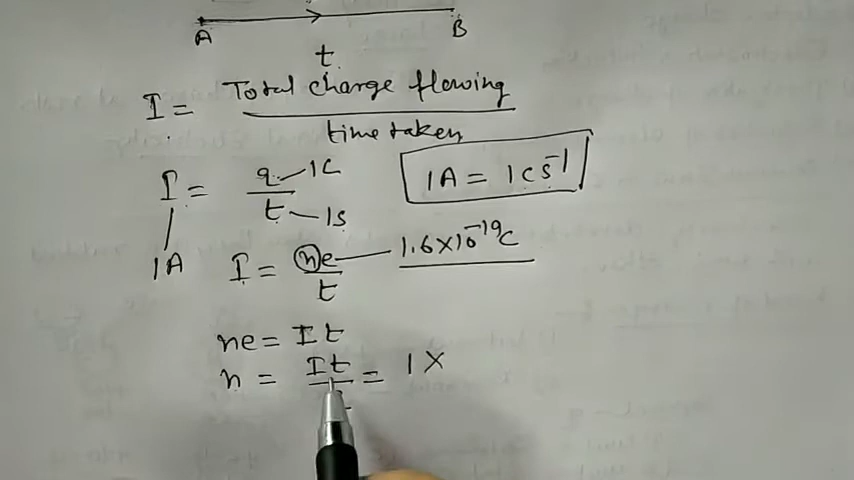 A B
t
I = Total charge flowing / time taken
I = q / t 1C 1s 1A = 1Cs⁻¹
1A I = ne / t 1.6×10⁻¹⁹C
ne = It
n = It / = 1×